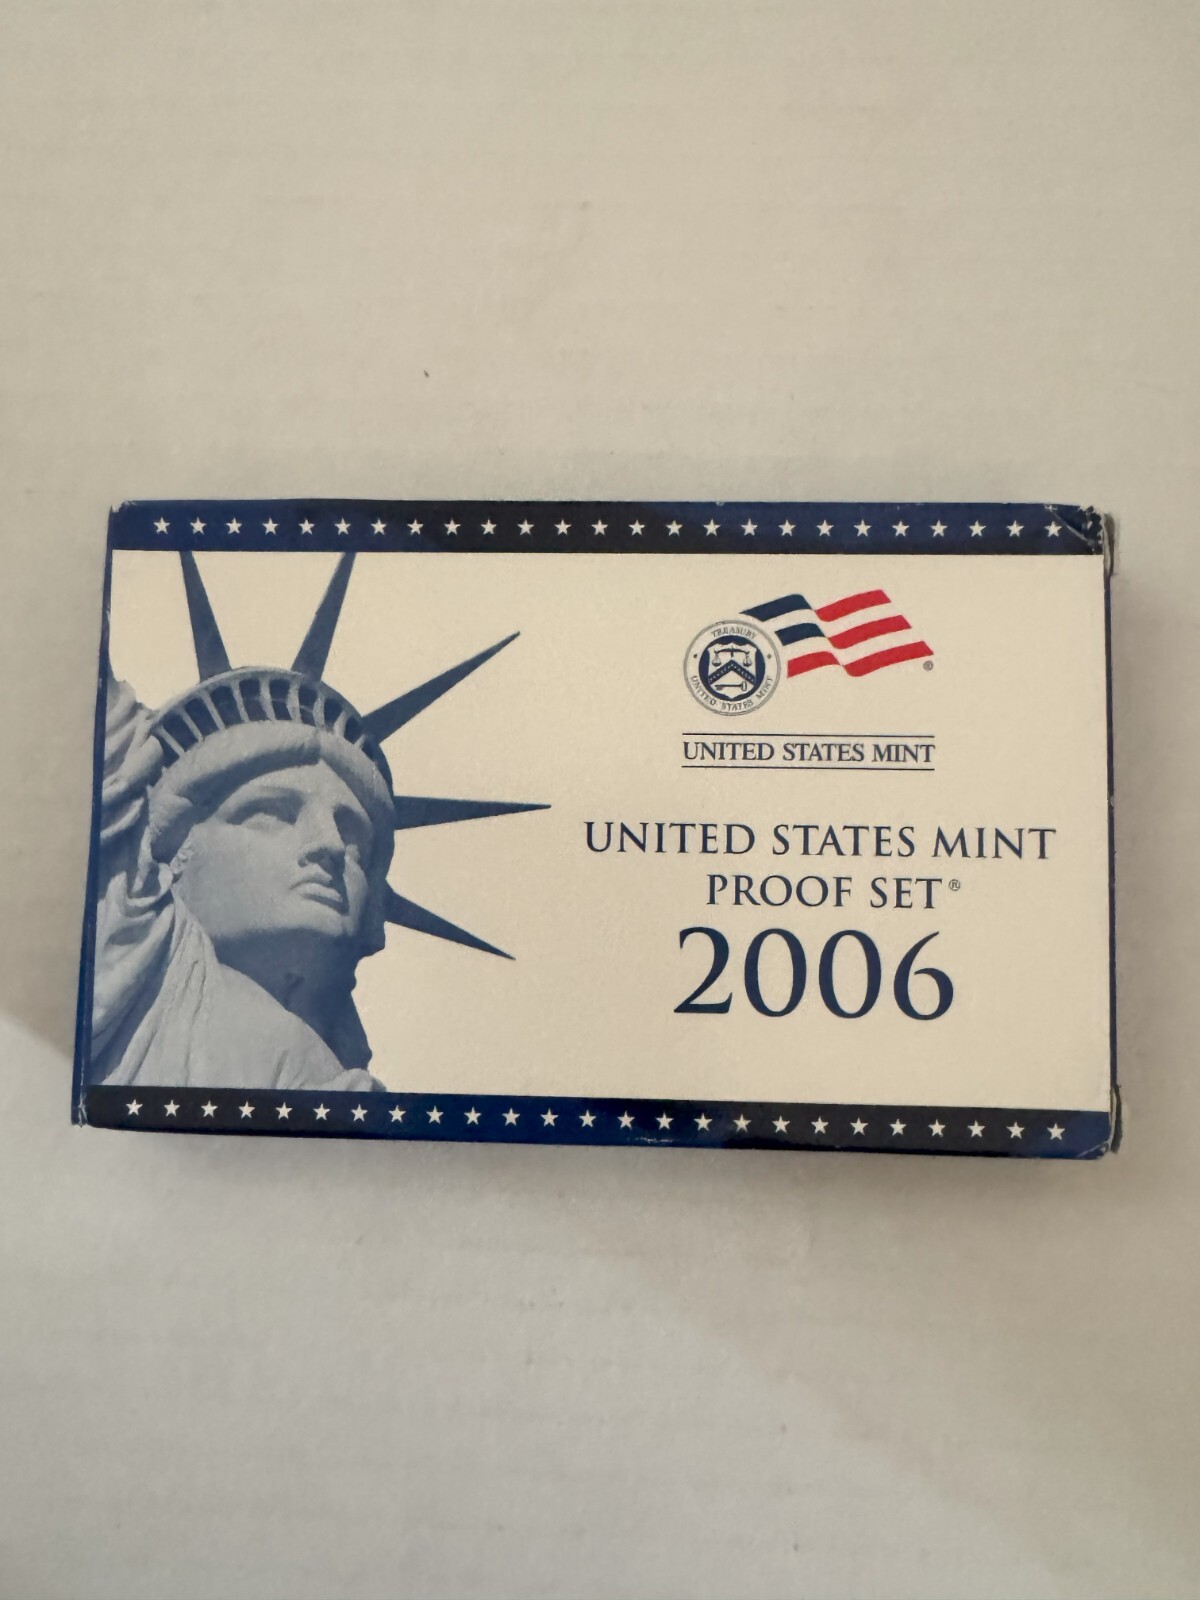 TREASURY
UNITED STATES MINT
®
UNITED STATES MINT
UNITED STATES MINT
PROOF SET®
2006